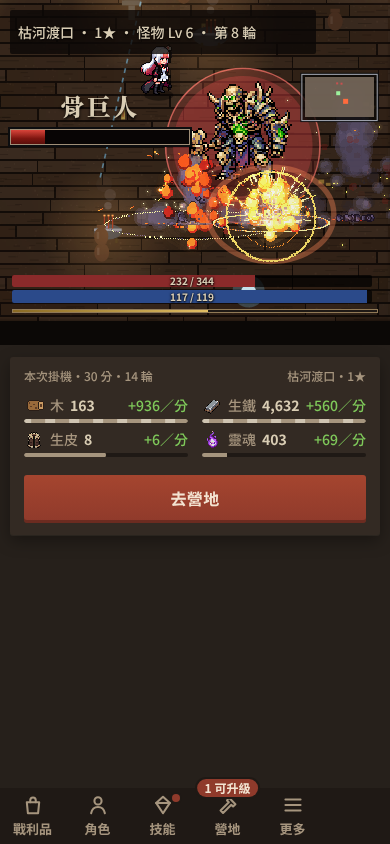 枯河渡口 • 1★ • 怪物 Lv 6 • 第 8 輪
骨巨人
232 / 344
117 / 119
本次掛機・30 分・14 輪
枯河渡口・1★
木 163 +936／分
生鐵 4,632 +560／分
生皮 8 +6／分
靈魂 403 +69／分
去營地
1 可升級
戰利品
角色
技能
營地
更多